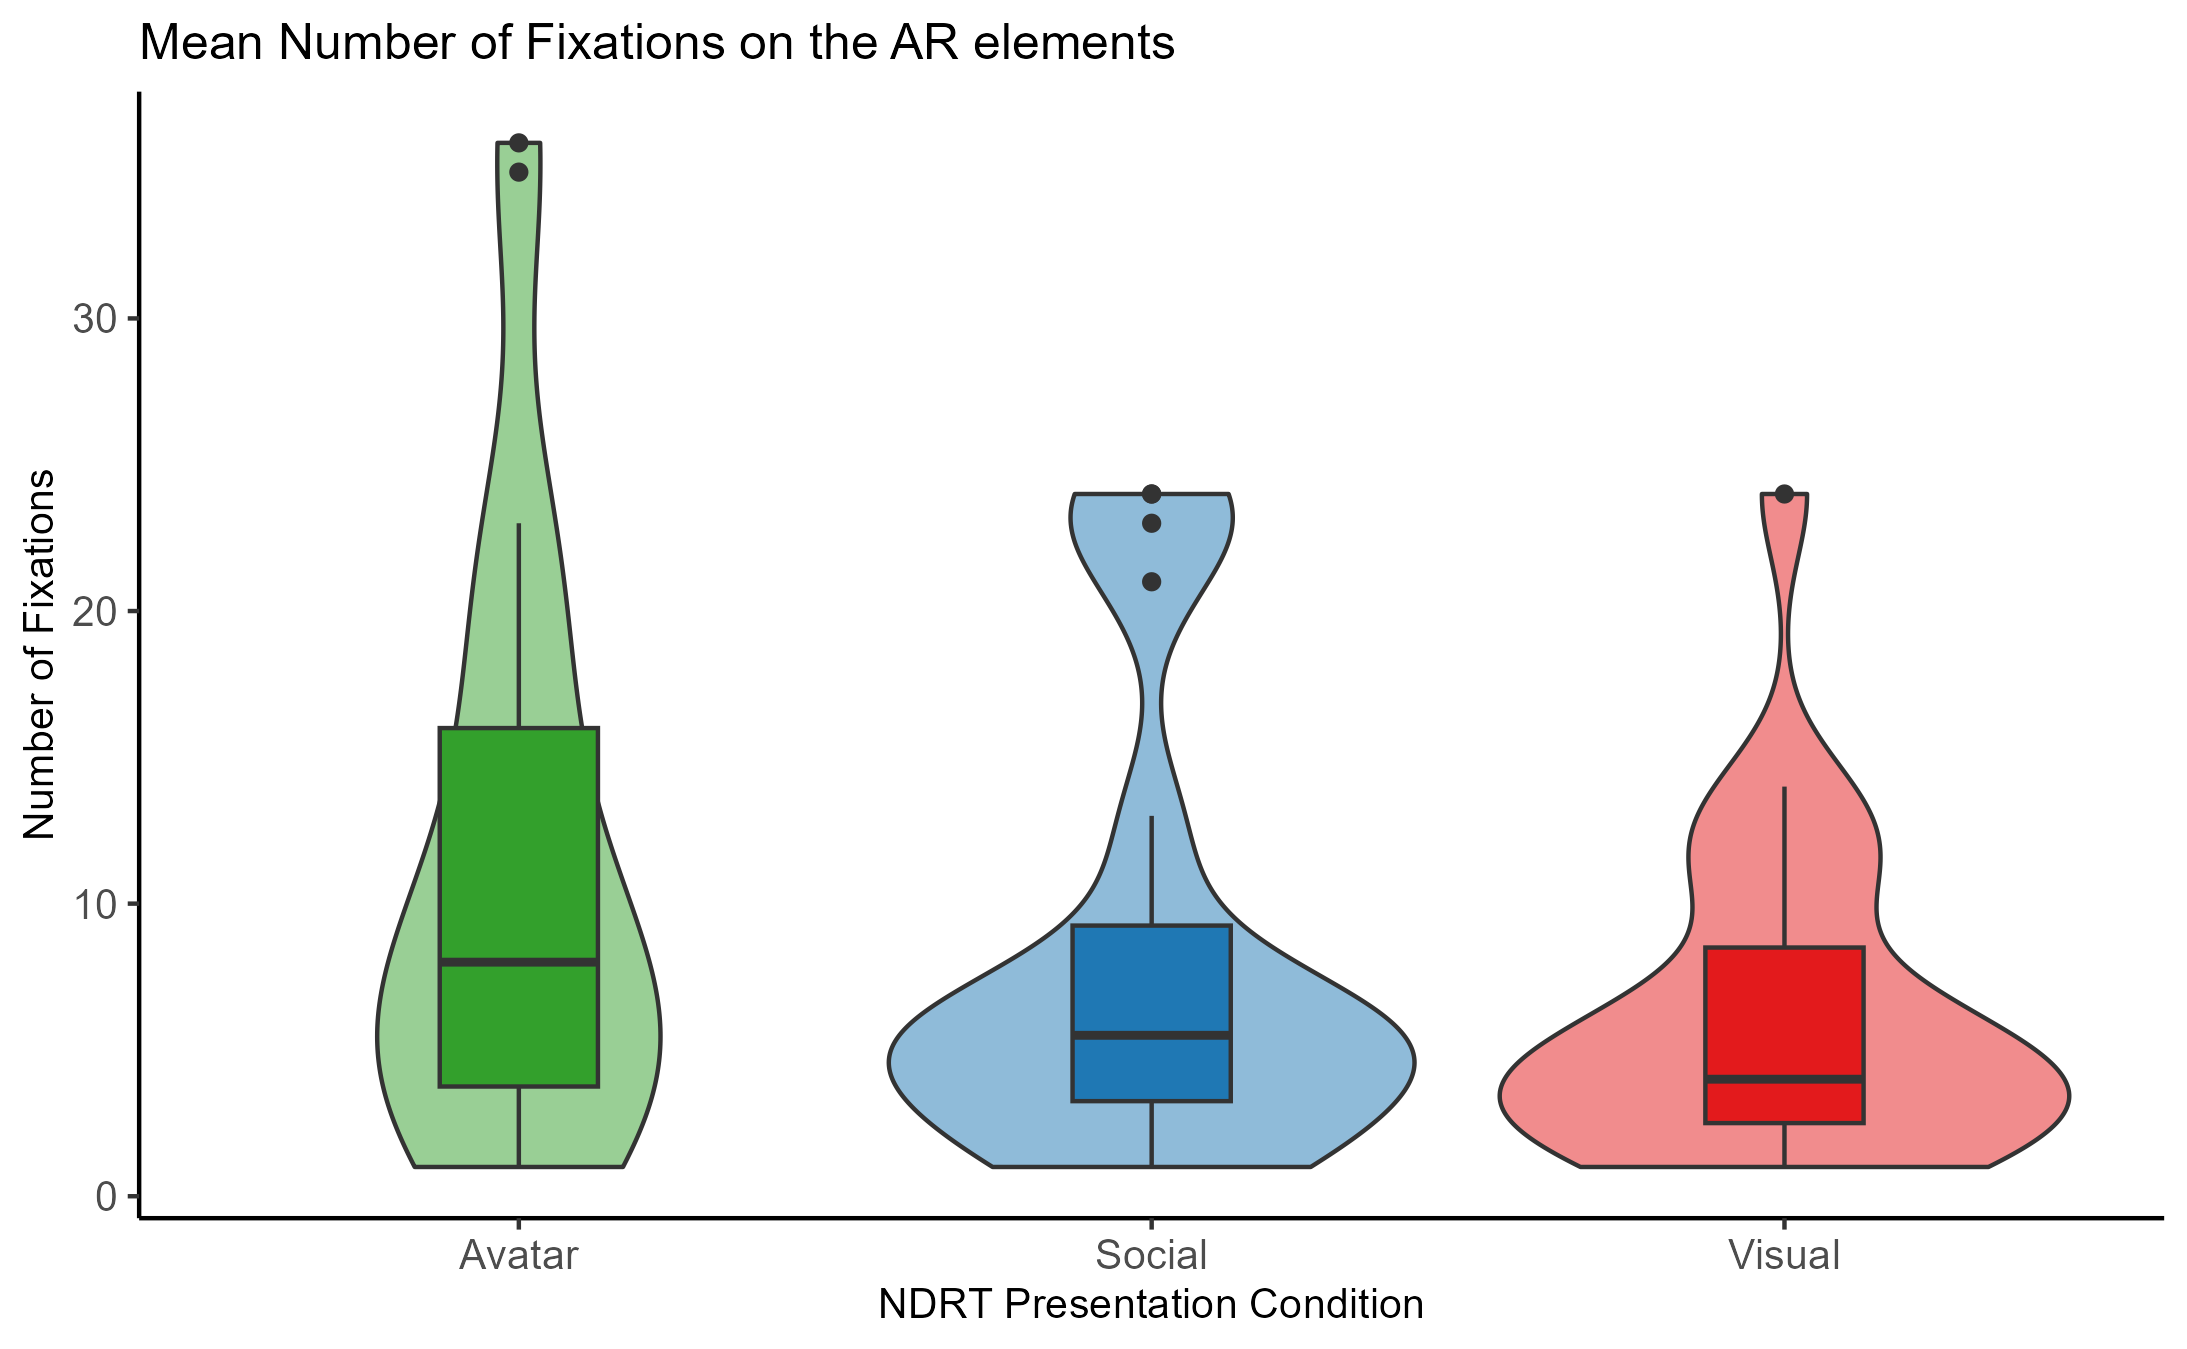 Mean Number of Fixations on the AR elements
Number of Fixations
30
20
10
0
Avatar
Social
Visual
NDRT Presentation Condition